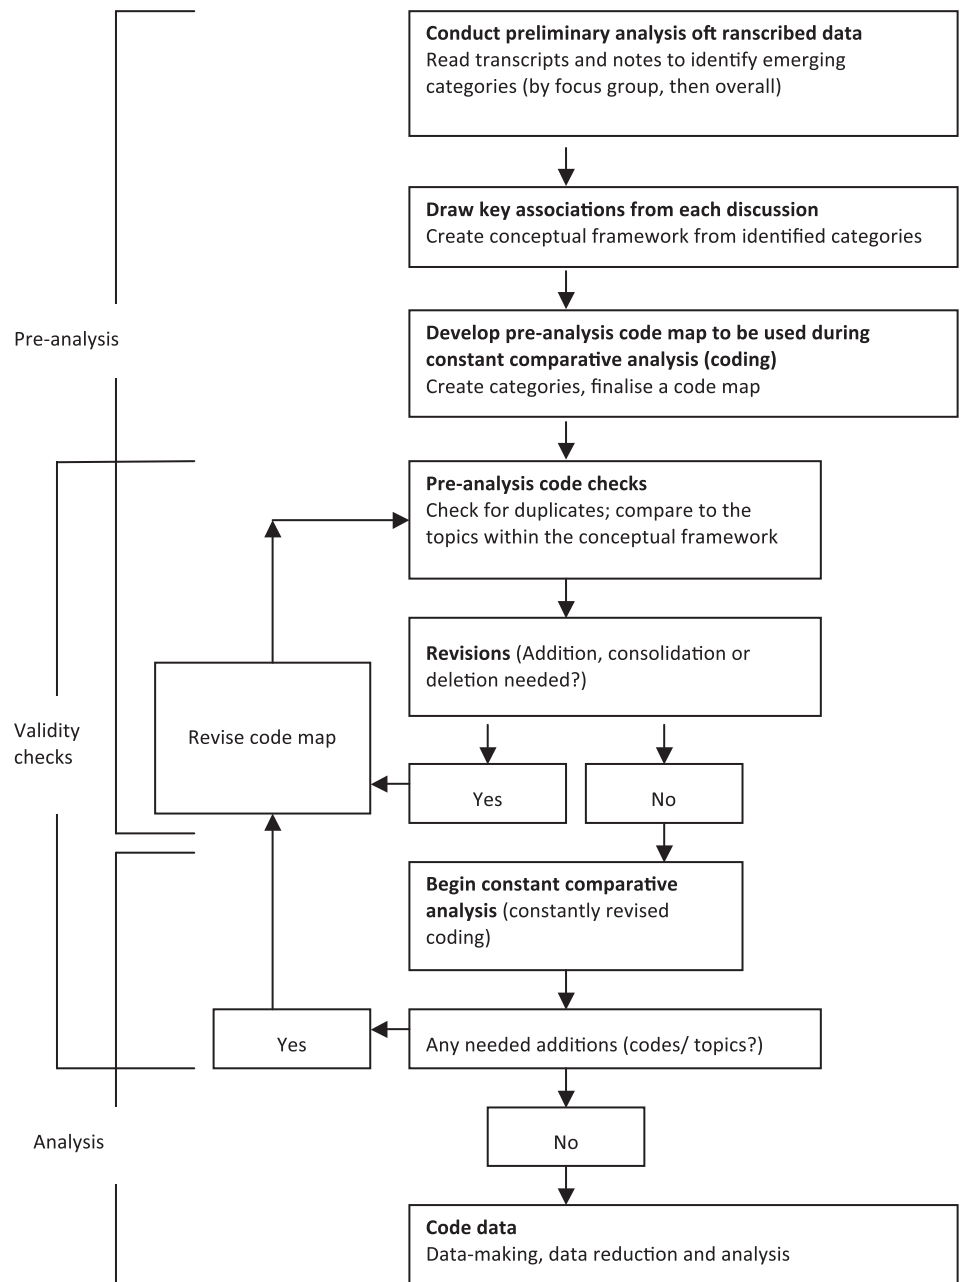 Conduct preliminary analysis oft ranscribed data
Read transcripts and notes to identify emerging
categories (by focus group, then overall)
Draw key associations from each discussion
Create conceptual framework from identified categories
Pre-analysis
Develop pre-analysis code map to be used during
constant comparative analysis (coding)
Create categories, finalise a code map
Pre-analysis code checks
Check for duplicates; compare to the
topics within the conceptual framework
Revisions (Addition, consolidation or
deletion needed?)
Validity
checks
Revise code map
Yes
No
Begin constant comparative
analysis (constantly revised
coding)
Yes
Any needed additions (codes/ topics?)
Analysis
No
Code data
Data-making, data reduction and analysis